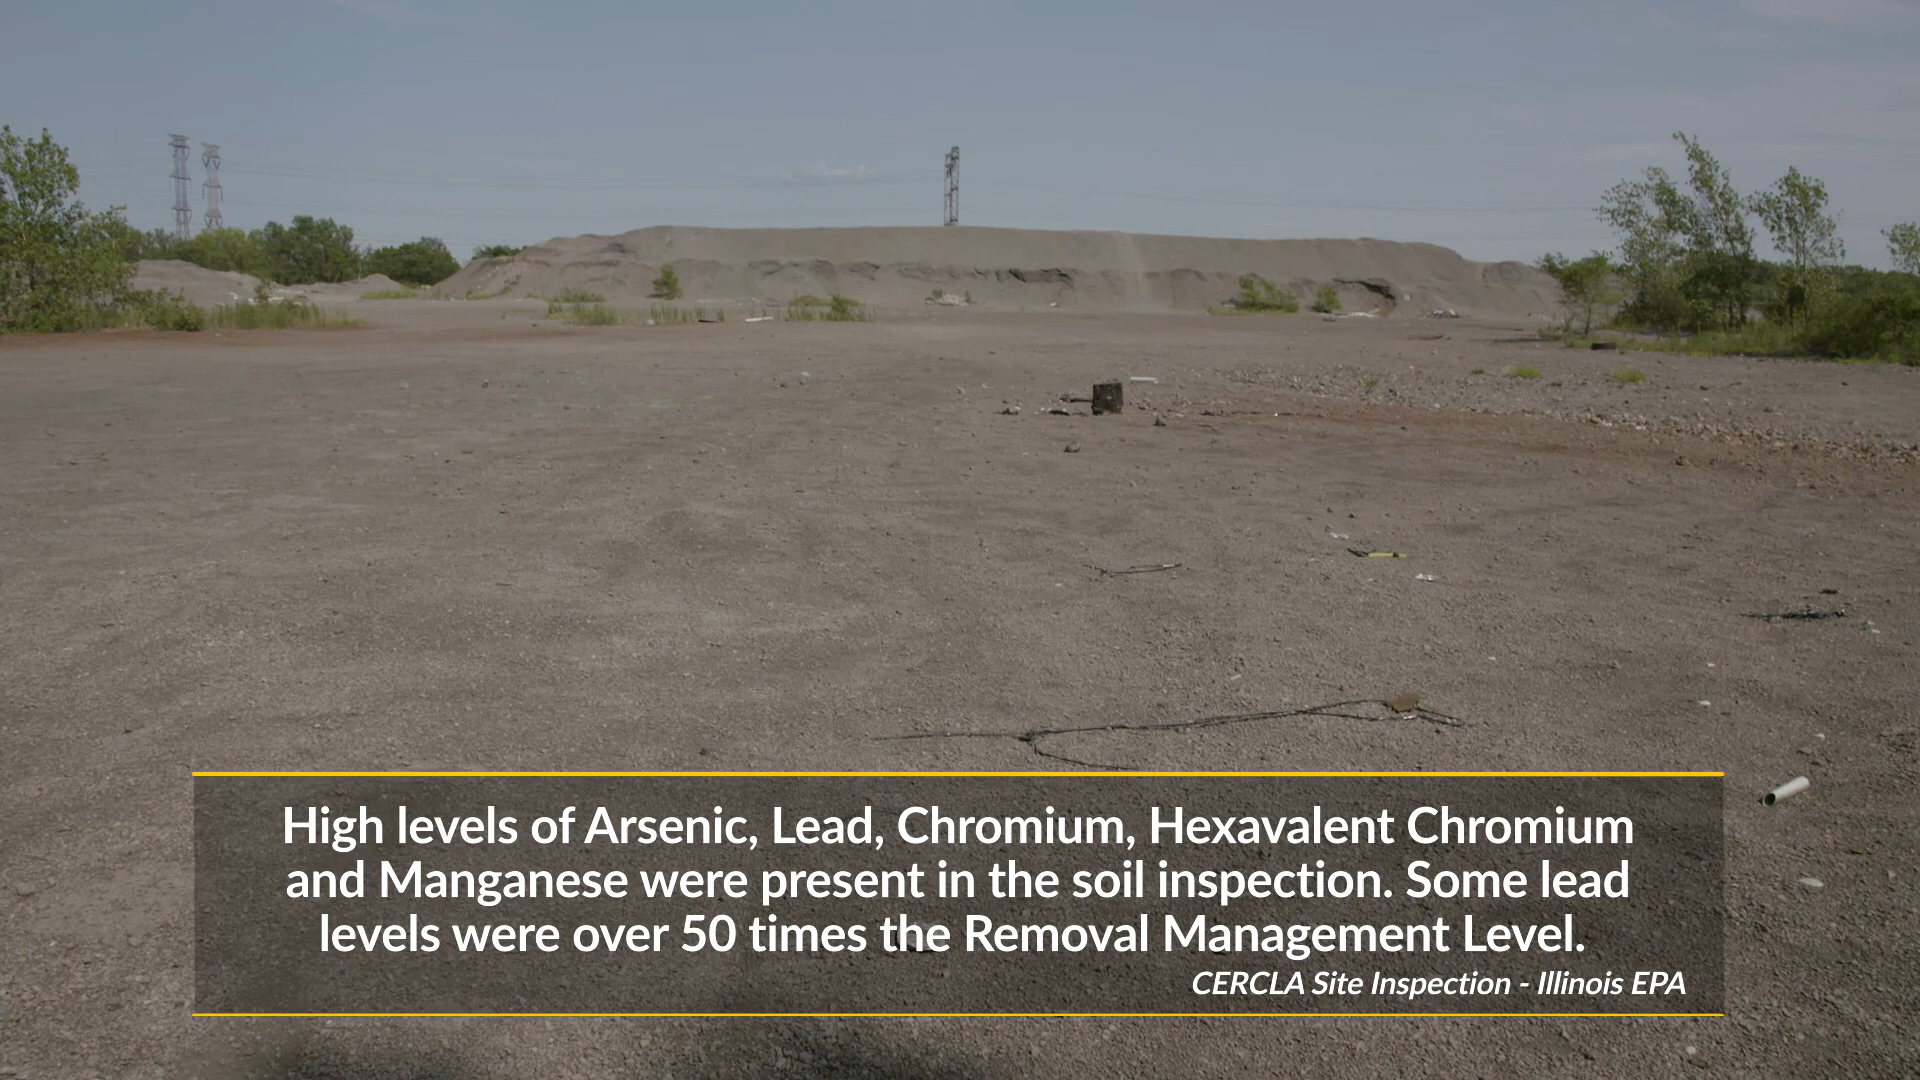 High levels of Arsenic, Lead, Chromium, Hexavalent Chromium
and Manganese were present in the soil inspection. Some lead
levels were over 50 times the Removal Management Level.
CERCLA Site Inspection - Illinois EPA